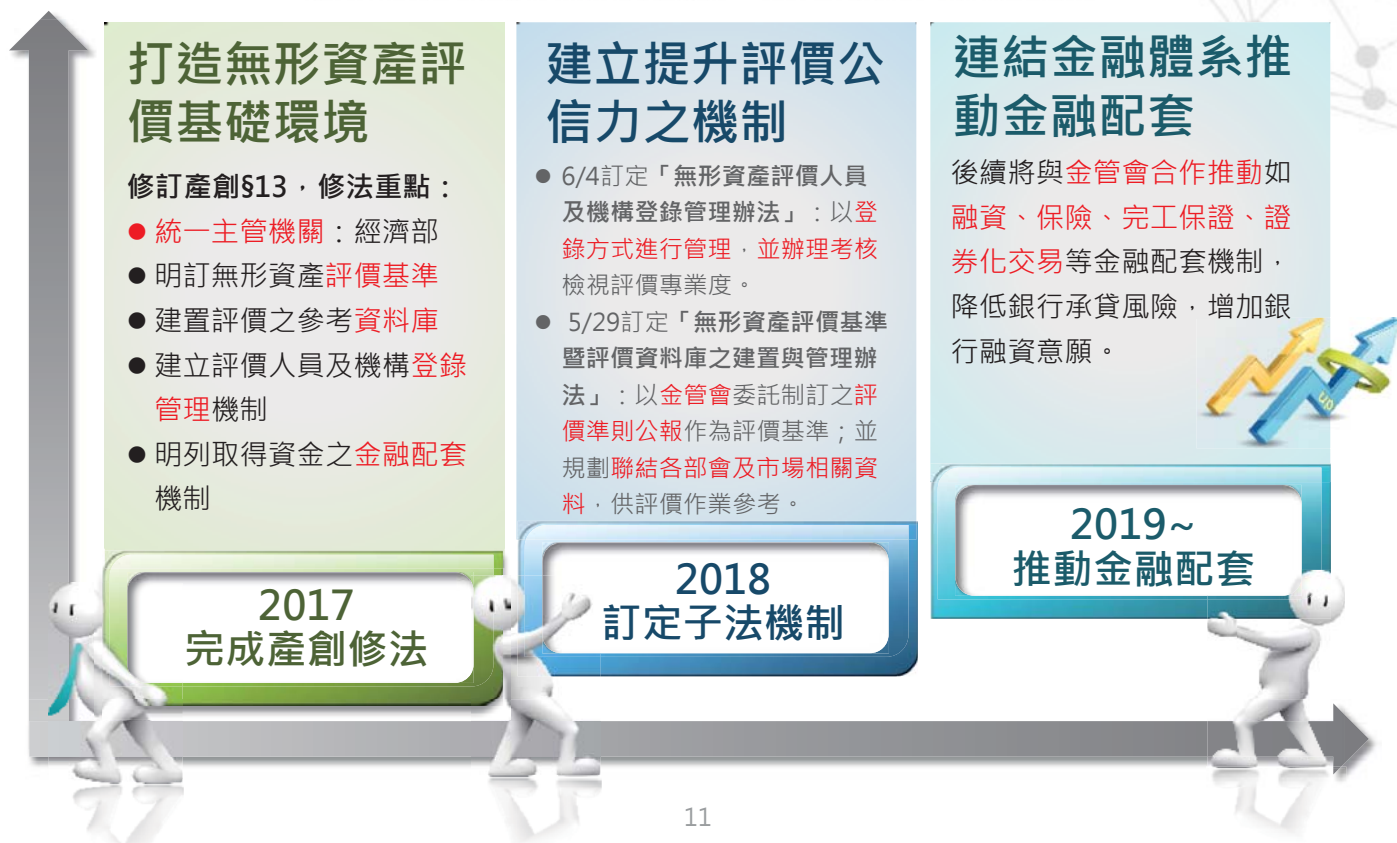 打造無形資產評
價基礎環境
修訂產創§13，修法重點：
● 統一主管機關：經濟部
● 明訂無形資產評價基準
● 建置評價之參考資料庫
● 建立評價人員及機構登錄
管理機制
● 明列取得資金之金融配套
機制
2017
完成產創修法
建立提升評價公
信力之機制
● 6/4訂定「無形資產評價人員
及機構登錄管理辦法」：以登
錄方式進行管理，並辦理考核
檢視評價專業度。
● 5/29訂定「無形資產評價基準
暨評價資料庫之建置與管理辦
法」：以金管會委託制訂之評
價準則公報作為評價基準；並
規劃聯結各部會及市場相關資
料，供評價作業參考。
2018
訂定子法機制
連結金融體系推
動金融配套
後續將與金管會合作推動如
融資、保險、完工保證、證
券化交易等金融配套機制，
降低銀行承貸風險，增加銀
行融資意願。
up
2019~
推動金融配套
11